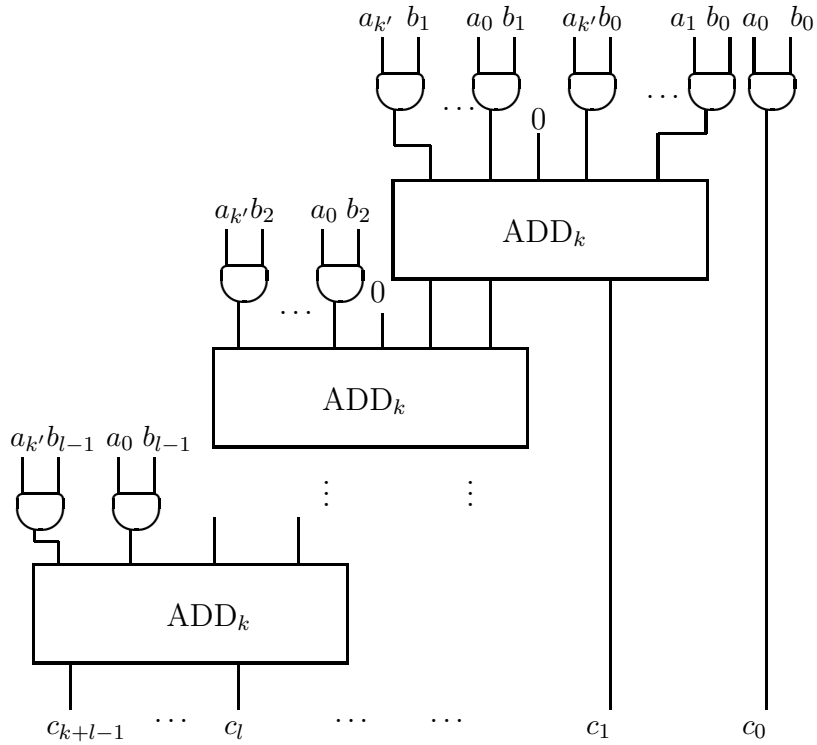 a_{k'} b_1 a_0 b_1 a_{k'} b_0 a_1 b_0 a_0 b_0
... ...
0
ADD_k
a_{k'} b_2 a_0 b_2
0
...
ADD_k
a_{k'} b_{l-1} a_0 b_{l-1}
⋮ ⋮
ADD_k
c_{k+l-1} ... c_l ... ... c_1 c_0